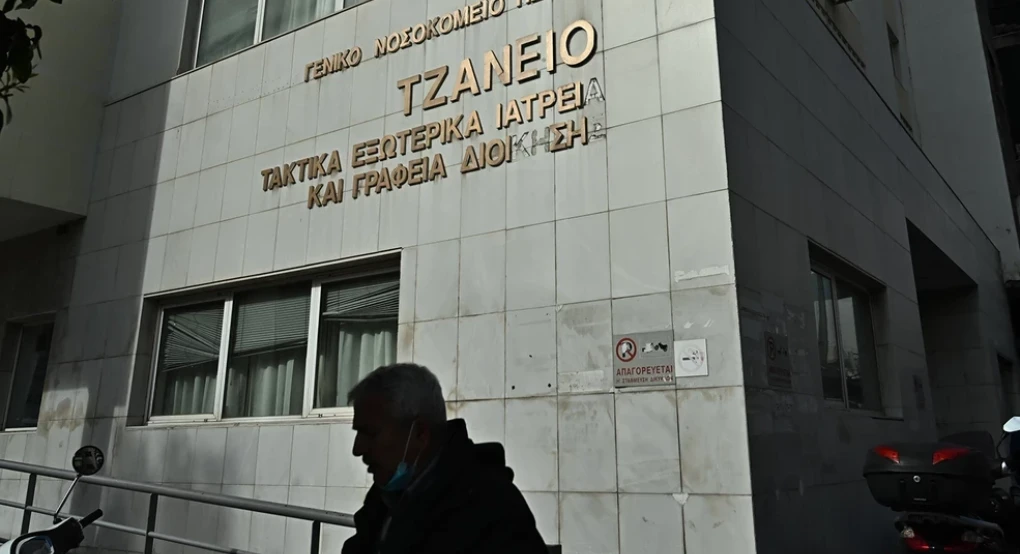 ΓΕΝΙΚΟ ΝΟΣΟΚΟΜΕΙΟ
ΤΖΑΝΕΙΟ
ΤΑΚΤΙΚΑ ΕΞΩΤΕΡΙΚΑ ΙΑΤΡΕΙΑ
ΚΑΙ ΓΡΑΦΕΙΑ ΔΙΟΙΚΗΣΗΣ
ΑΠΑΓΟΡΕΥΕΤΑΙ